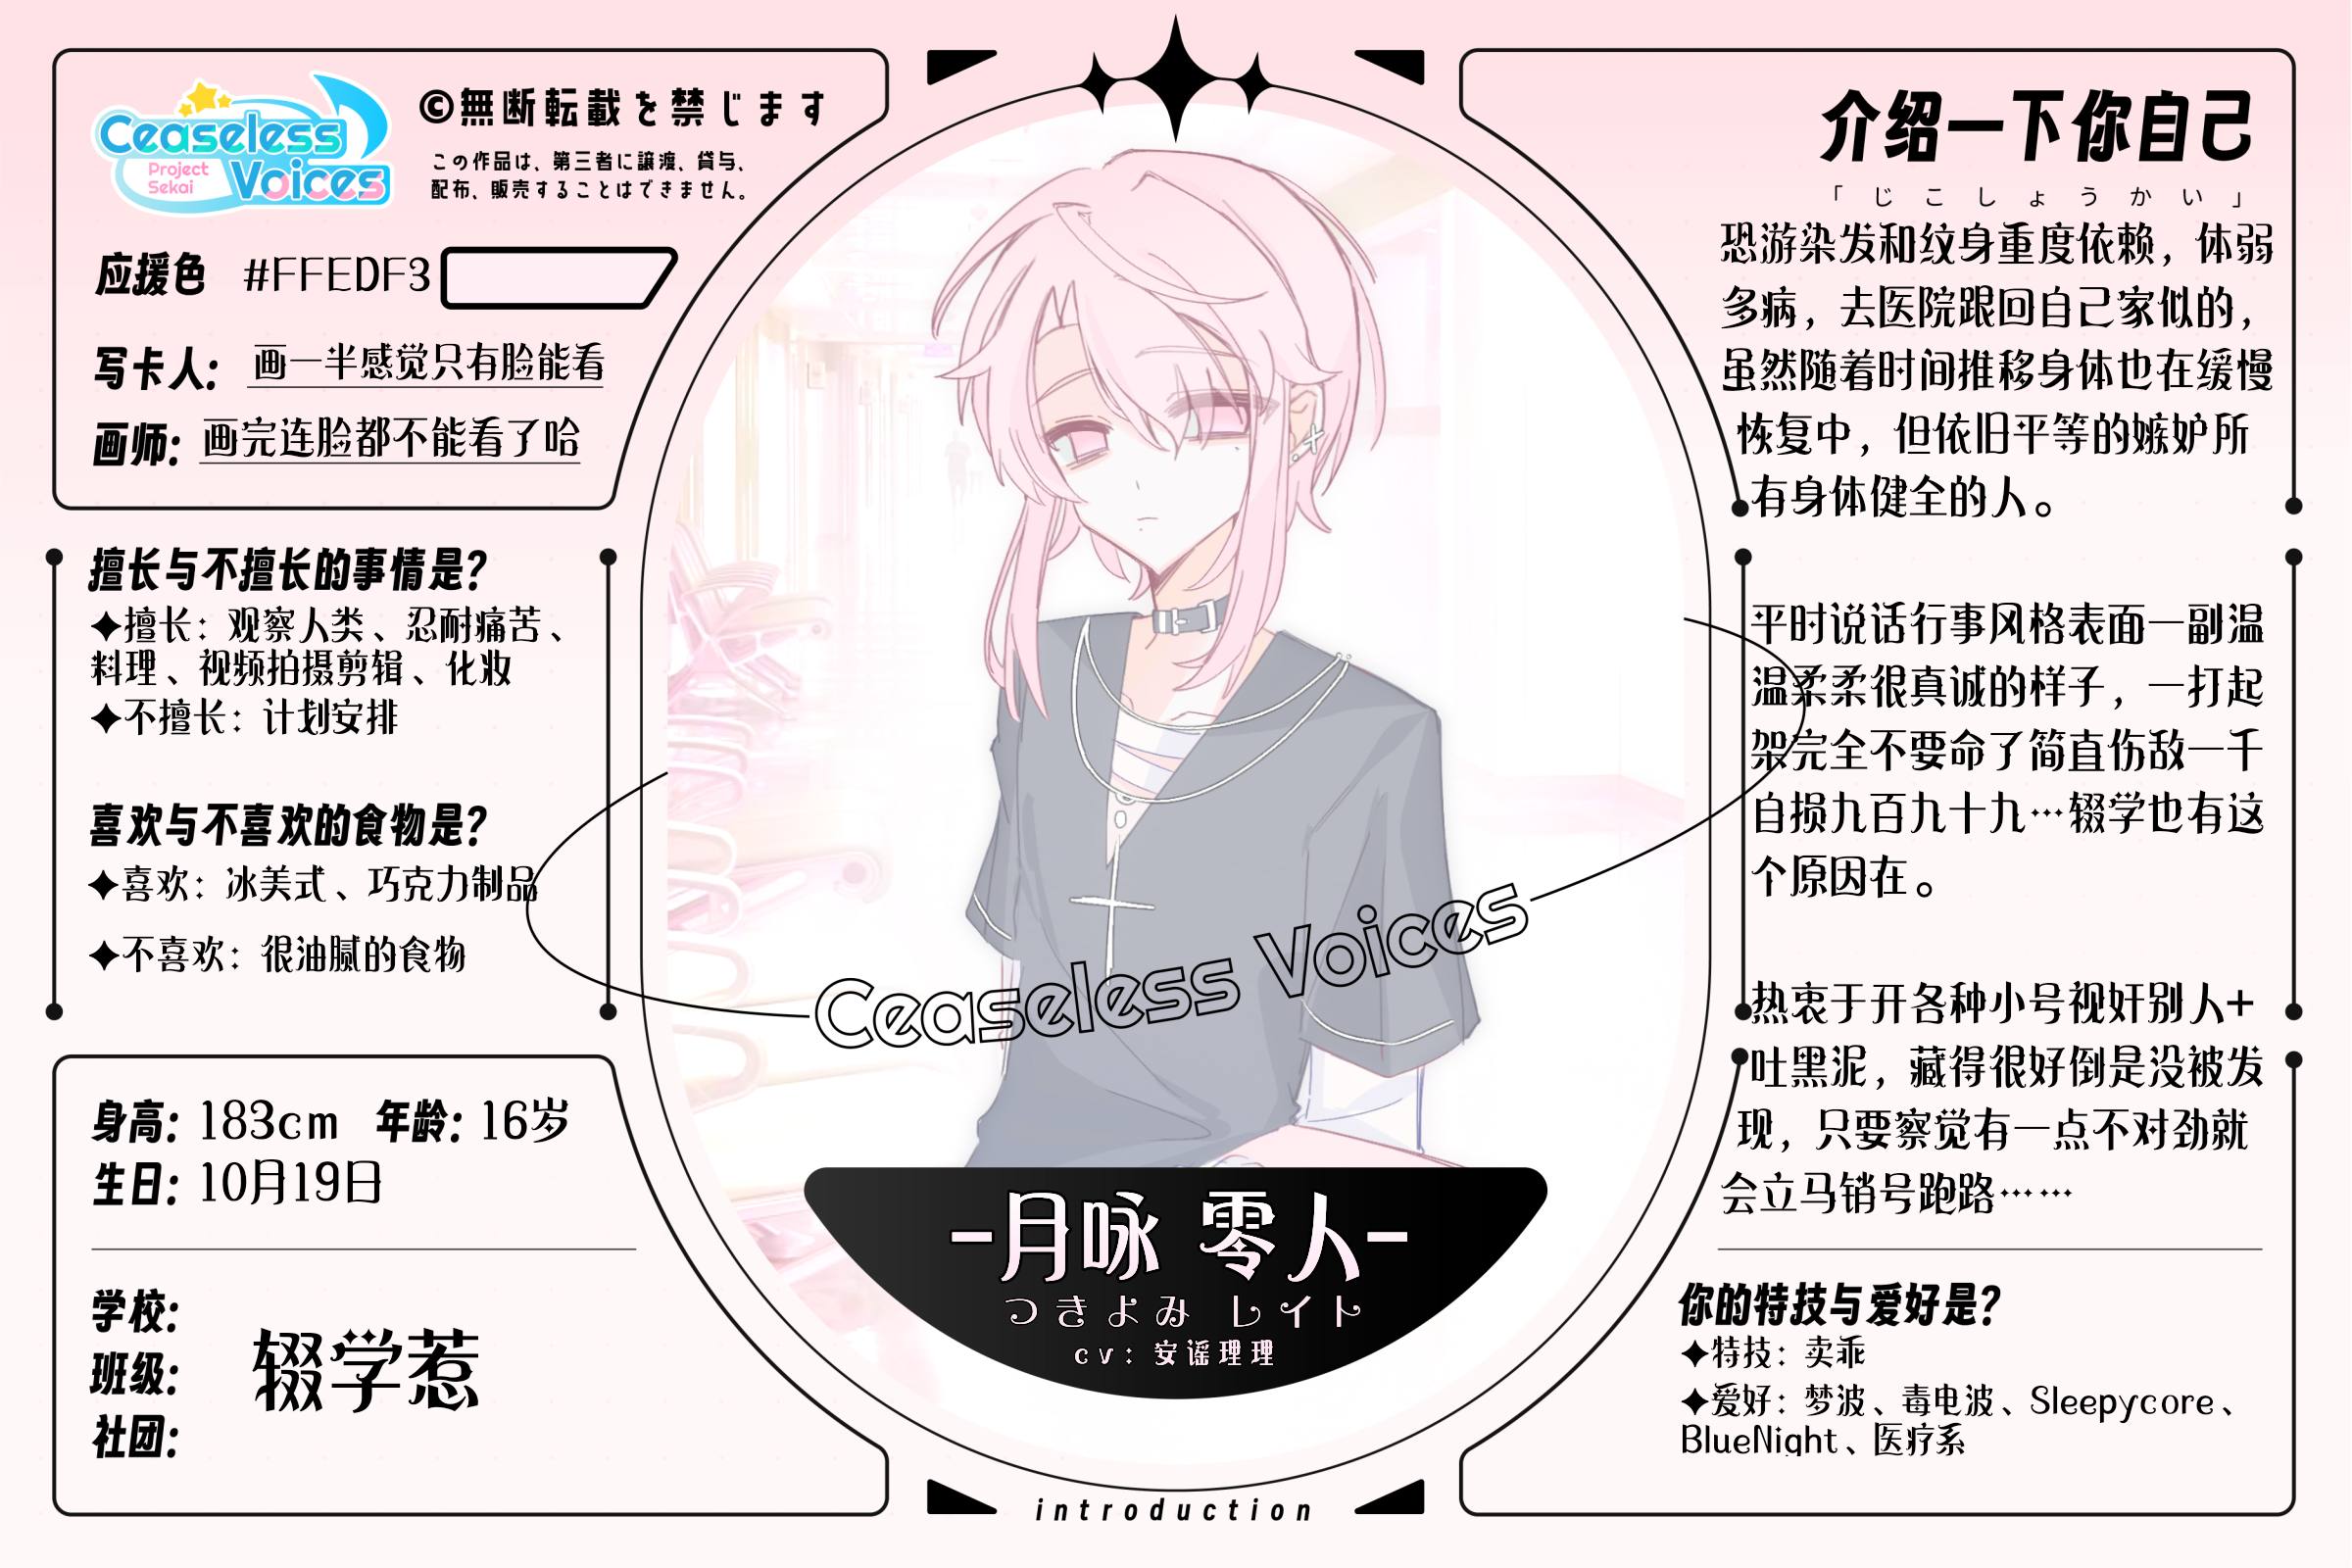 Ceaseless
Project
Sekai
Voices
©無断転載を禁じます
この作品は、第三者に譲渡、貸与、
配布、販売することはできません。
应援色 #FFEDF3
写卡人: 画一半感觉只有脸能看
画师: 画完连脸都不能看了哈
擅长与不擅长的事情是?
✦擅长：观察人类、忍耐痛苦、
料理、视频拍摄剪辑、化妆
✦不擅长：计划安排
喜欢与不喜欢的食物是?
✦喜欢：冰美式、巧克力制品
✦不喜欢：很油腻的食物
身高: 183cm 年龄: 16岁
生日: 10月19日
学校:
班级:
社团:
辍学惹
Ceaseless Voices
-月咏 零人-
つきよみ レイト
cv：安谣理理
introduction
介绍一下你自己
「じこしょうかい」
恐游染发和纹身重度依赖，体弱
多病，去医院跟回自己家似的，
虽然随着时间推移身体也在缓慢
恢复中，但依旧平等的嫉妒所
有身体健全的人。
平时说话行事风格表面一副温
温柔柔很真诚的样子，一打起
架完全不要命了简直伤敌一千
自损九百九十九…辍学也有这
个原因在。
热衷于开各种小号视奸别人+
吐黑泥，藏得很好倒是没被发
现，只要察觉有一点不对劲就
会立马销号跑路……
你的特技与爱好是?
✦特技：卖乖
✦爱好：梦波、毒电波、Sleepycore、
BlueNight、医疗系